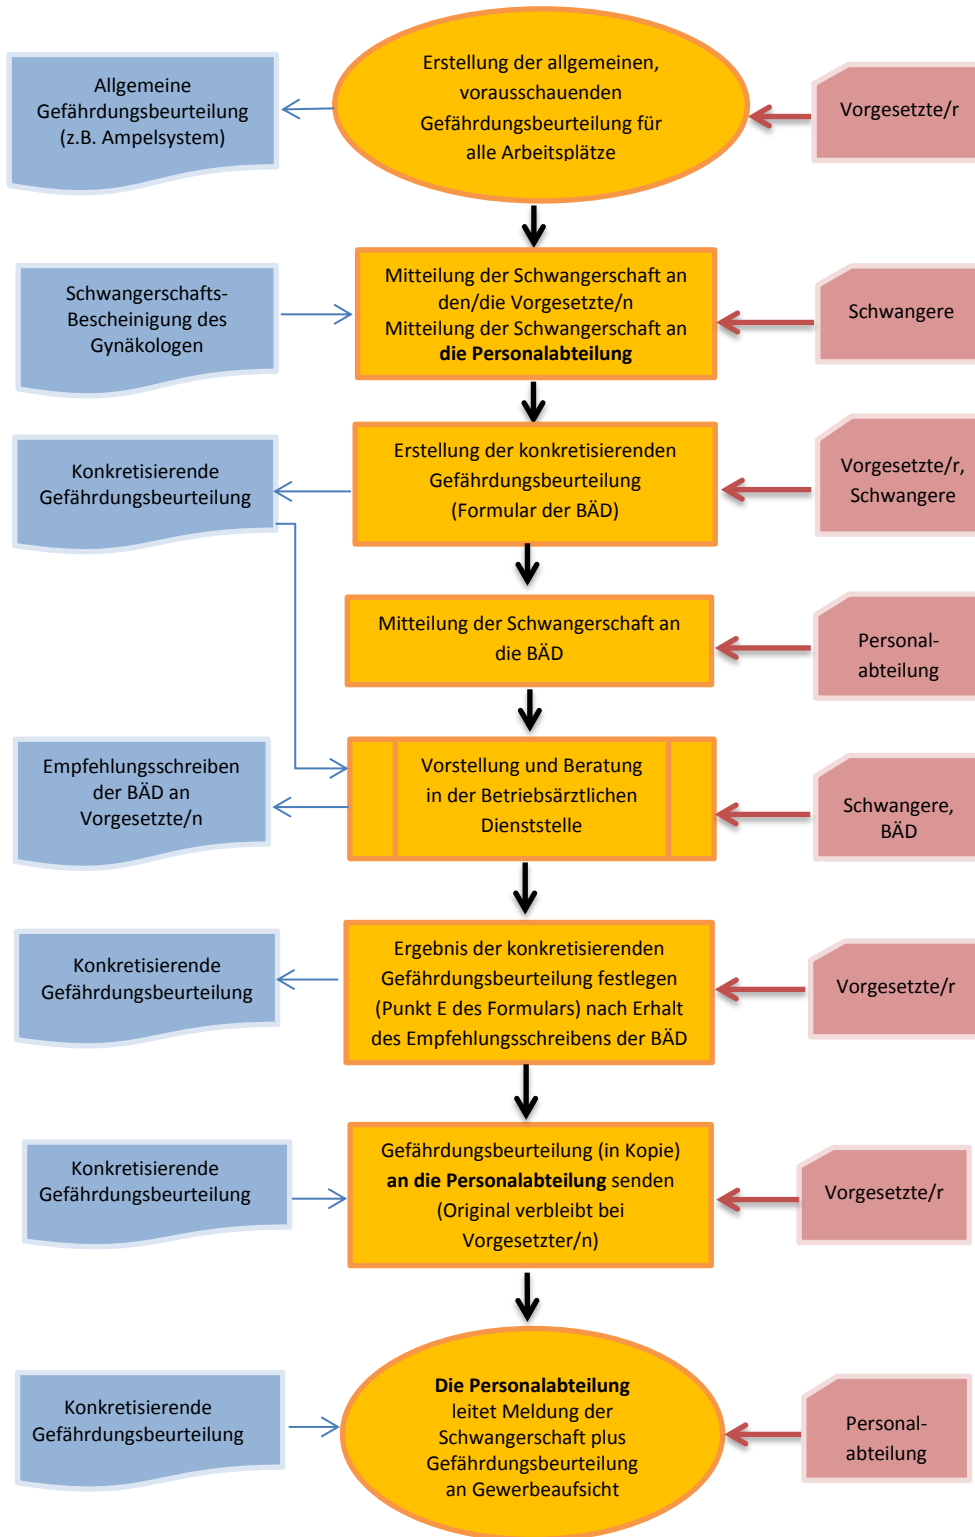 Allgemeine
Gefährdungsbeurteilung
(z.B. Ampelsystem)
Erstellung der allgemeinen,
vorausschauenden
Gefährdungsbeurteilung für
alle Arbeitsplätze
Vorgesetzte/r
Schwangerschafts-
Bescheinigung des
Gynäkologen
Mitteilung der Schwangerschaft an
den/die Vorgesetzte/n
Mitteilung der Schwangerschaft an
die Personalabteilung
Schwangere
Konkretisierende
Gefährdungsbeurteilung
Erstellung der konkretisierenden
Gefährdungsbeurteilung
(Formular der BÄD)
Vorgesetzte/r,
Schwangere
Mitteilung der Schwangerschaft an
die BÄD
Personal-
abteilung
Empfehlungsschreiben
der BÄD an
Vorgesetzte/n
Vorstellung und Beratung
in der Betriebsärztlichen
Dienststelle
Schwangere,
BÄD
Konkretisierende
Gefährdungsbeurteilung
Ergebnis der konkretisierenden
Gefährdungsbeurteilung festlegen
(Punkt E des Formulars) nach Erhalt
des Empfehlungsschreibens der BÄD
Vorgesetzte/r
Konkretisierende
Gefährdungsbeurteilung
Gefährdungsbeurteilung (in Kopie)
an die Personalabteilung senden
(Original verbleibt bei
Vorgesetzter/n)
Vorgesetzte/r
Konkretisierende
Gefährdungsbeurteilung
Die Personalabteilung
leitet Meldung der
Schwangerschaft plus
Gefährdungsbeurteilung
an Gewerbeaufsicht
Personal-
abteilung